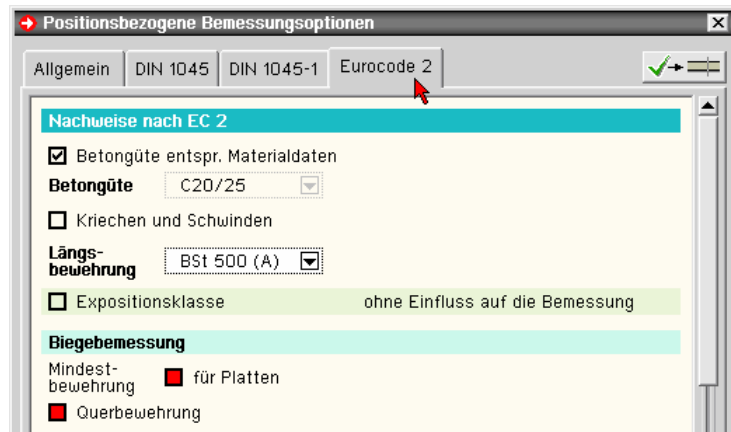 Positionsbezogene Bemessungsoptionen
Allgemein DIN 1045 DIN 1045-1 Eurocode 2
Nachweise nach EC 2
Betongüte entspr. Materialdaten
Betongüte C20/25
Kriechen und Schwinden
Längs-
bewehrung BSt 500 (A)
Expositionsklasse ohne Einfluss auf die Bemessung
Biegebemessung
Mindest-
bewehrung für Platten
Querbewehrung